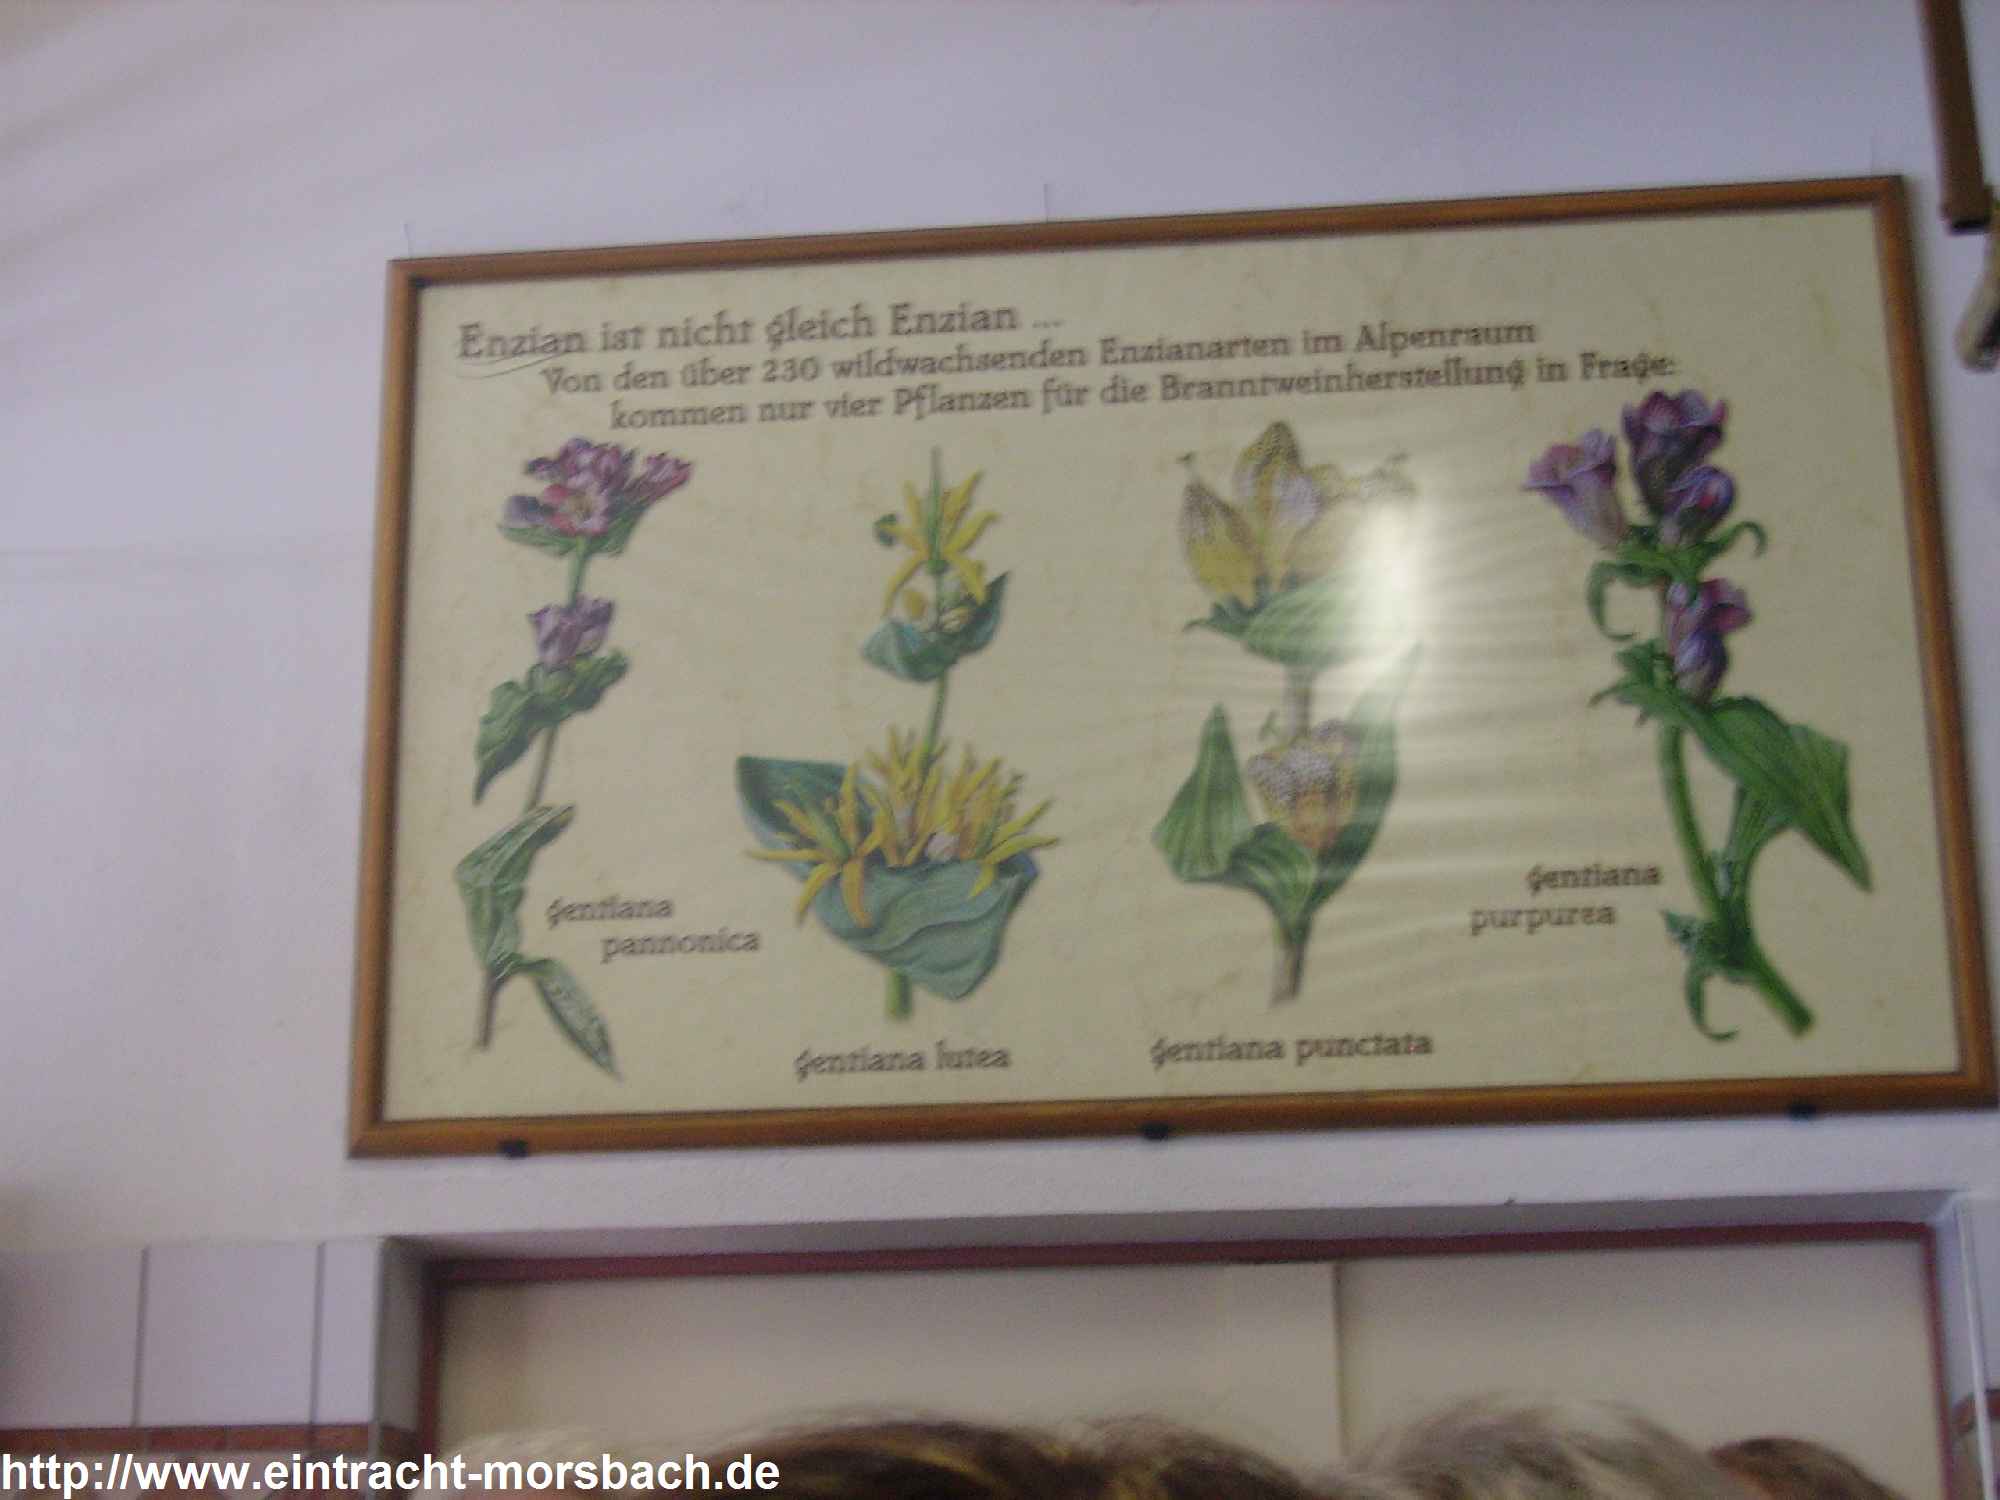 Enzian ist nicht gleich Enzian ...
Von den über 230 wildwachsenden Enzianarten im Alpenraum
kommen nur vier Pflanzen für die Branntweinherstellung in Frage:
gentiana
pannonica
gentiana lutea
gentiana punctata
gentiana
purpurea
http://www.eintracht-morsbach.de